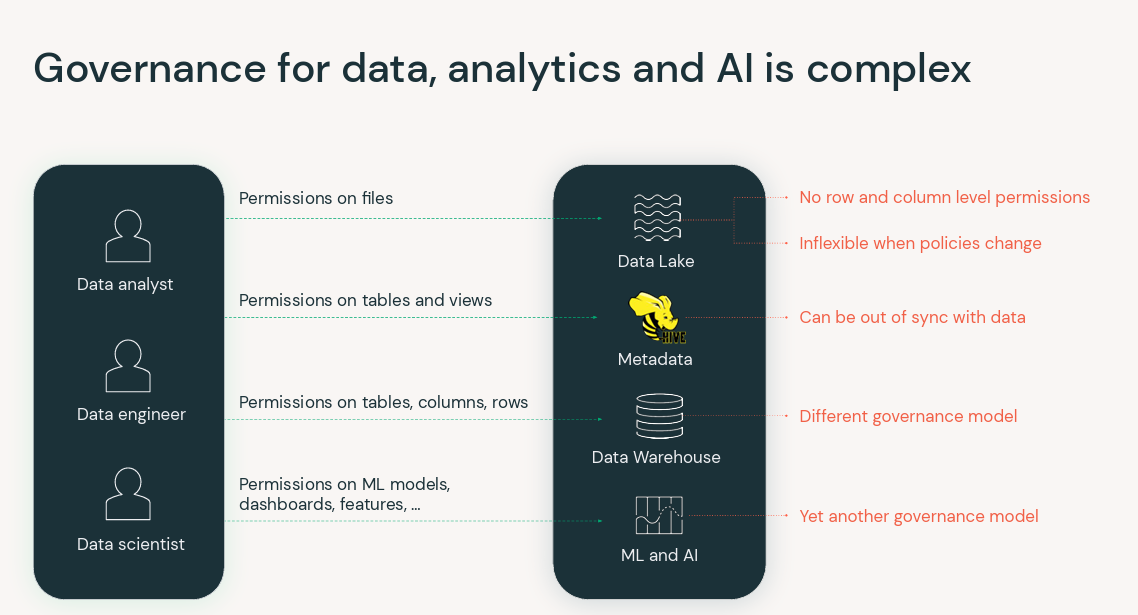 Governance for data, analytics and AI is complex
Data analyst
Data engineer
Data scientist
Permissions on files
Permissions on tables and views
Permissions on tables, columns, rows
Permissions on ML models,
dashboards, features, ...
Data Lake
HIVE
Metadata
Data Warehouse
ML and AI
No row and column level permissions
Inflexible when policies change
Can be out of sync with data
Different governance model
Yet another governance model